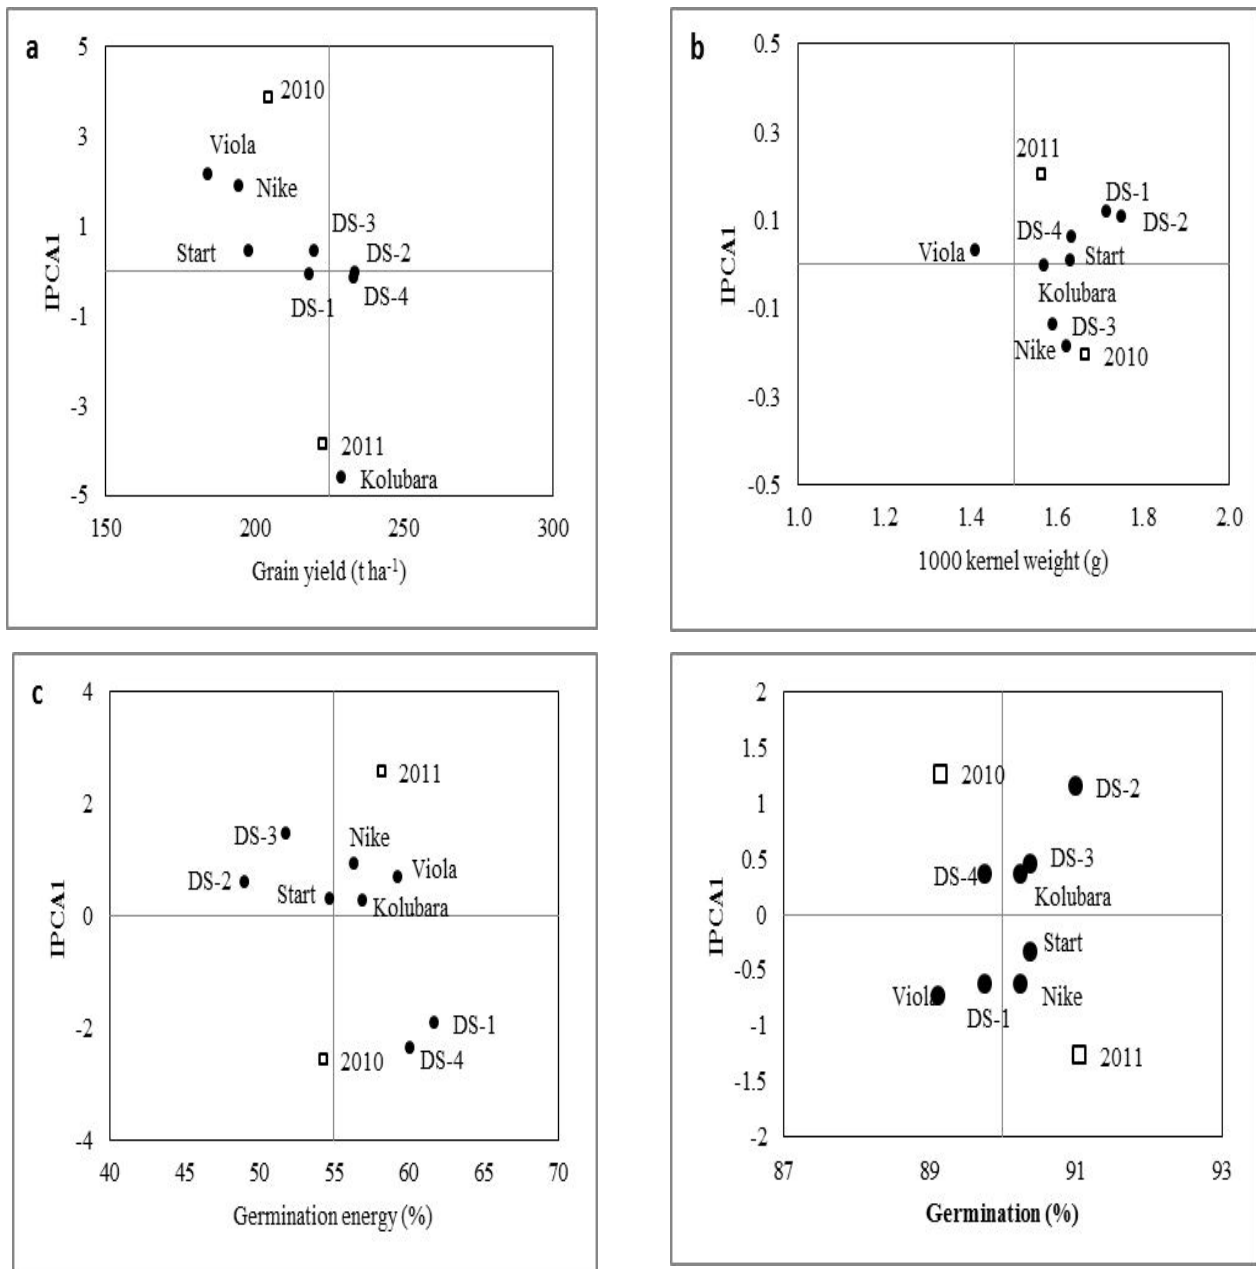 a
5
3
1
-1
-3
-5
IPCA1
2010
Viola
Nike
DS-3
Start
DS-2
DS-1
DS-4
2011
Kolubara
150 200 250 300
Grain yield (t ha-1)
b
0.5
0.3
0.1
-0.1
-0.3
-0.5
IPCA1
2011
DS-1
DS-4
DS-2
Viola
Start
Kolubara
DS-3
Nike
2010
1.0 1.2 1.4 1.6 1.8 2.0
1000 kernel weight (g)
c
4
2
0
-2
-4
IPCA1
2011
DS-3
Nike
Viola
DS-2
Start
Kolubara
DS-1
2010
DS-4
40 45 50 55 60 65 70
Germination energy (%)
2
1.5
1
0.5
0
-0.5
-1
-1.5
-2
IPCA1
2010
DS-2
DS-3
DS-4
Kolubara
Start
Viola
Nike
DS-1
2011
87 89 91 93
Germination (%)